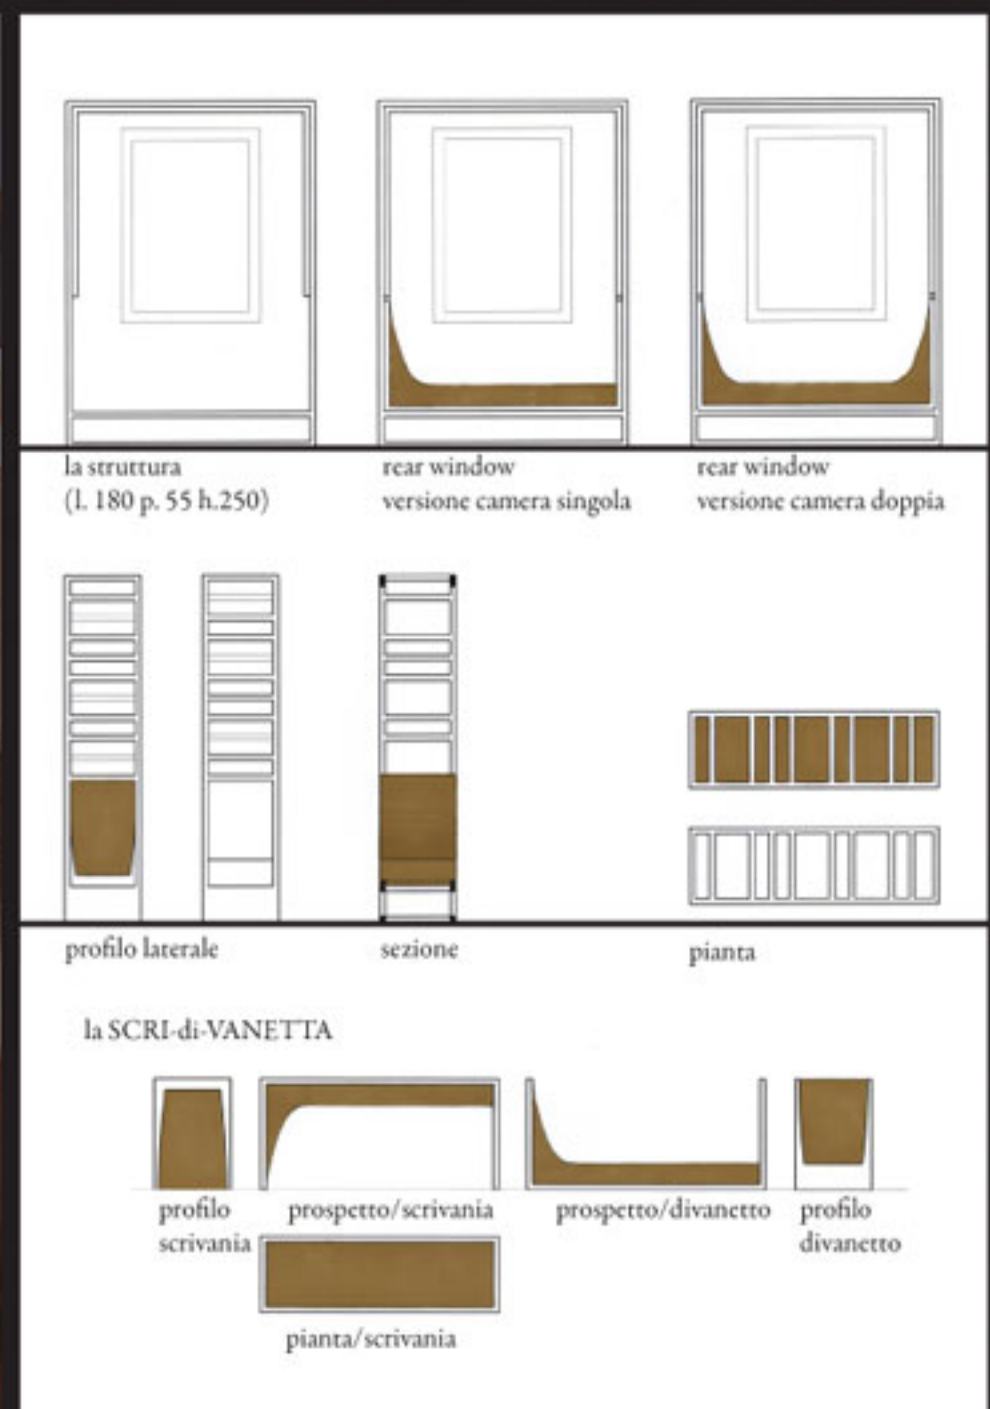 la struttura
(l. 180 p. 55 h.250)
rear window
versione camera singola
rear window
versione camera doppia
profilo laterale
sezione
pianta
la SCRI-di-VANETTA
profilo
scrivania
prospetto/scrivania
prospetto/divanetto
profilo
divanetto
pianta/scrivania